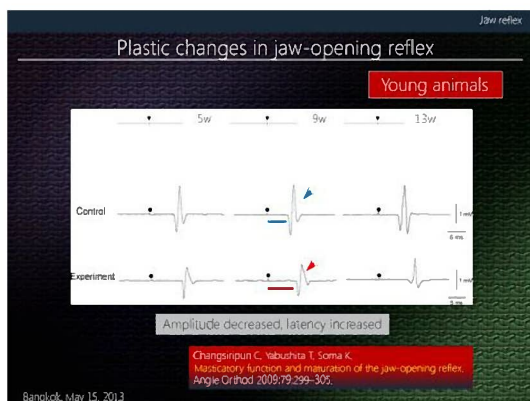 Jaw reflex
Plastic changes in jaw-opening reflex
Young animals
5w 9w 13w
Control
1 mV
6 ms
Experiment
1 mV
5 ms
Amplitude decreased, latency increased
Changsiripun C, Yabushita T, Soma K.
Masticatory function and maturation of the jaw-opening reflex.
Angle Orthod 2009;79:299-305.
Bangkok, May 15, 2013